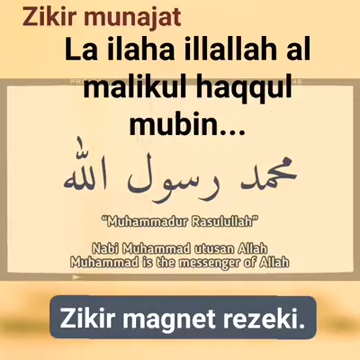 Zikir munajat
La ilaha illallah al
malikul haqqul
mubin...
محمد رسول الله
“Muhammadur Rasulullah”
Nabi Muhammad utusan Allah
Muhammad is the messenger of Allah
Zikir magnet rezeki.